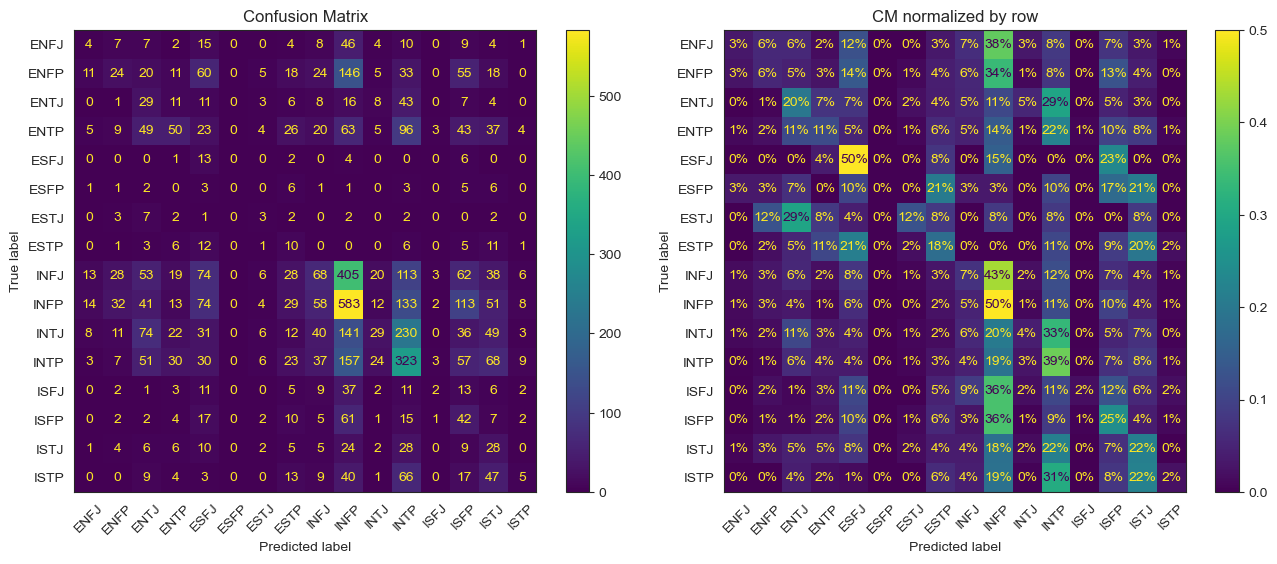 Confusion Matrix
ENFJ 4 7 7 2 15 0 0 4 8 46 4 10 0 9 4 1
ENFP 11 24 20 11 60 0 5 18 24 146 5 33 0 55 18 0
ENTJ 0 1 29 11 11 0 3 6 8 16 8 43 0 7 4 0
ENTP 5 9 49 50 23 0 4 26 20 63 5 96 3 43 37 4
ESFJ 0 0 0 1 13 0 0 2 0 4 0 0 0 6 0 0
ESFP 1 1 2 0 3 0 0 6 1 1 0 3 0 5 6 0
ESTJ 0 3 7 2 1 0 3 2 0 2 0 2 0 0 2 0
ESTP 0 1 3 6 12 0 1 10 0 0 0 6 0 5 11 1
INFJ 13 28 53 19 74 0 6 28 68 405 20 113 3 62 38 6
INFP 14 32 41 13 74 0 4 29 58 583 12 133 2 113 51 8
INTJ 8 11 74 22 31 0 6 12 40 141 29 230 0 36 49 3
INTP 3 7 51 30 30 0 6 23 37 157 24 323 3 57 68 9
ISFJ 0 2 1 3 11 0 0 5 9 37 2 11 2 13 6 2
ISFP 0 2 2 4 17 0 2 10 5 61 1 15 1 42 7 2
ISTJ 1 4 6 6 10 0 2 5 5 24 2 28 0 9 28 0
ISTP 0 0 9 4 3 0 0 13 9 40 1 66 0 17 47 5
ENFJ ENFP ENTJ ENTP ESFJ ESFP ESTJ ESTP INFJ INFP INTJ INTP ISFJ ISFP ISTJ ISTP
Predicted label
True label
500
400
300
200
100
0
CM normalized by row
ENFJ 3% 6% 6% 2% 12% 0% 0% 3% 7% 38% 3% 8% 0% 7% 3% 1%
ENFP 3% 6% 5% 3% 14% 0% 1% 4% 6% 34% 1% 8% 0% 13% 4% 0%
ENTJ 0% 1% 20% 7% 7% 0% 2% 4% 5% 11% 5% 29% 0% 5% 3% 0%
ENTP 1% 2% 11% 11% 5% 0% 1% 6% 5% 14% 1% 22% 1% 10% 8% 1%
ESFJ 0% 0% 0% 4% 50% 0% 0% 8% 0% 15% 0% 0% 0% 23% 0% 0%
ESFP 3% 3% 7% 0% 10% 0% 0% 21% 3% 3% 0% 10% 0% 17% 21% 0%
ESTJ 0% 12% 29% 8% 4% 0% 12% 8% 0% 8% 0% 8% 0% 0% 8% 0%
ESTP 0% 2% 5% 11% 21% 0% 2% 18% 0% 0% 0% 11% 0% 9% 20% 2%
INFJ 1% 3% 6% 2% 8% 0% 1% 3% 7% 43% 2% 12% 0% 7% 4% 1%
INFP 1% 3% 4% 1% 6% 0% 0% 2% 5% 50% 1% 11% 0% 10% 4% 1%
INTJ 1% 2% 11% 3% 4% 0% 1% 2% 6% 20% 4% 33% 0% 5% 7% 0%
INTP 0% 1% 6% 4% 4% 0% 1% 3% 4% 19% 3% 39% 0% 7% 8% 1%
ISFJ 0% 2% 1% 3% 11% 0% 0% 5% 9% 36% 2% 11% 2% 12% 6% 2%
ISFP 0% 1% 1% 2% 10% 0% 1% 6% 3% 36% 1% 9% 1% 25% 4% 1%
ISTJ 1% 3% 5% 5% 8% 0% 2% 4% 4% 18% 2% 22% 0% 7% 22% 0%
ISTP 0% 0% 4% 2% 1% 0% 0% 6% 4% 19% 0% 31% 0% 8% 22% 2%
ENFJ ENFP ENTJ ENTP ESFJ ESFP ESTJ ESTP INFJ INFP INTJ INTP ISFJ ISFP ISTJ ISTP
Predicted label
True label
0.5
0.4
0.3
0.2
0.1
0.0